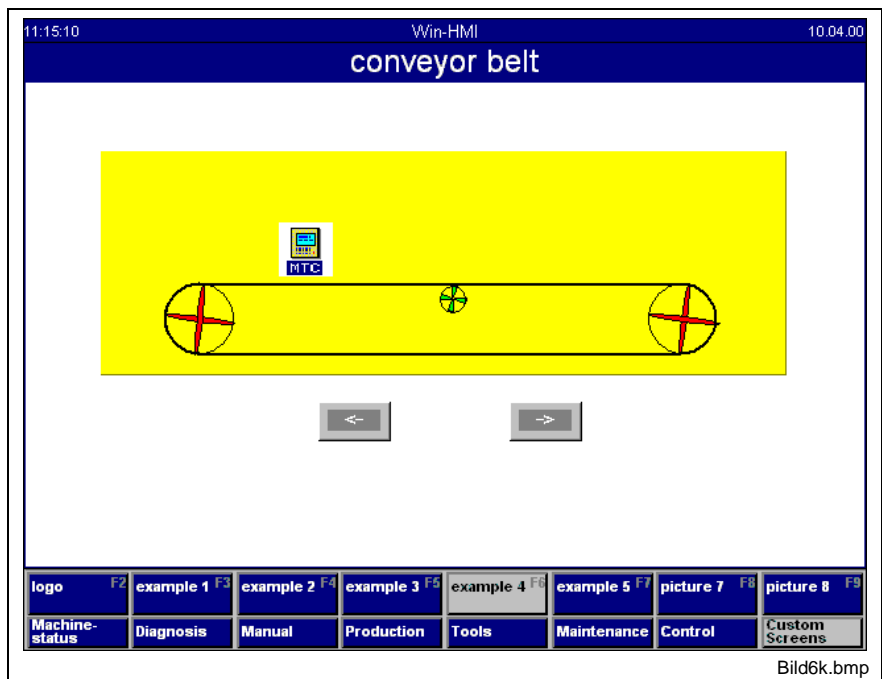 11:15:10 Win-HMI 10.04.00
conveyor belt
MTC
<- ->
logo F2 example 1 F3 example 2 F4 example 3 F5 example 4 F6 example 5 F7 picture 7 F8 picture 8 F9
Machine- Diagnosis Manual Production Tools Maintenance Control Custom
status Screens
Bild6k.bmp